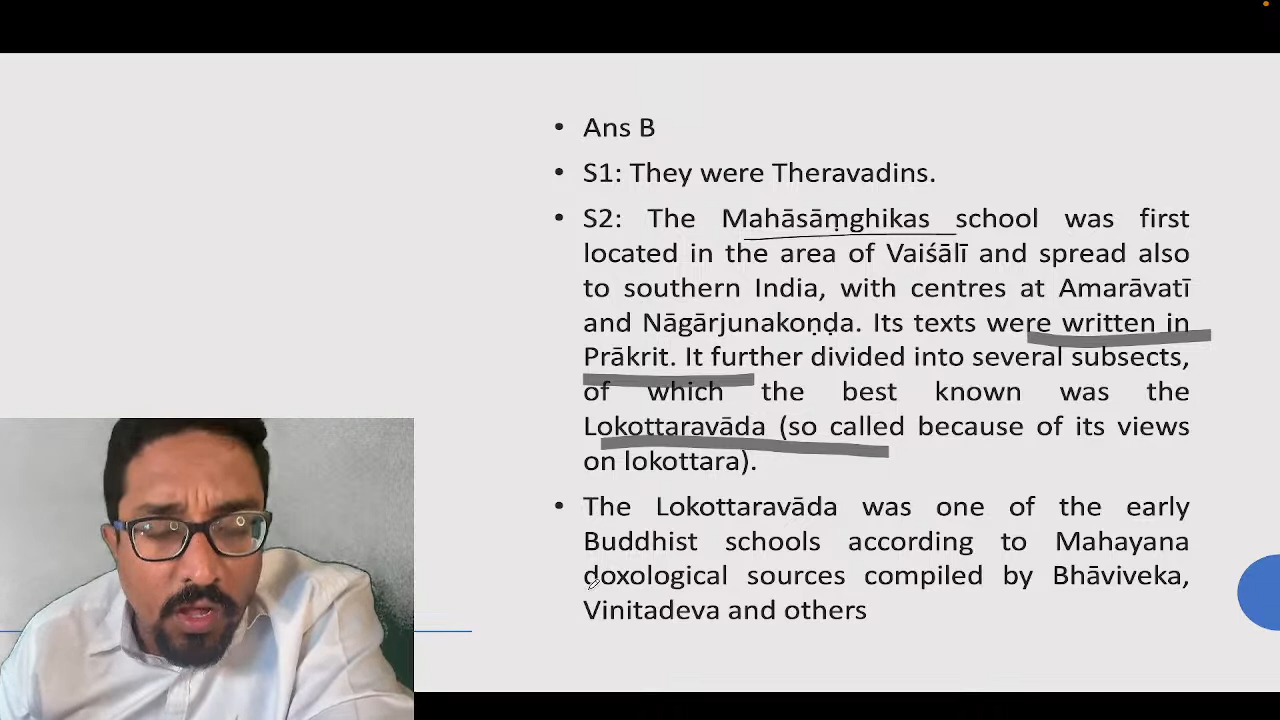 • Ans B
• S1: They were Theravadins.
• S2: The Mahāsāṃghikas school was first
located in the area of Vaiśālī and spread also
to southern India, with centres at Amarāvatī
and Nāgārjunakoṇḍa. Its texts were written in
Prākrit. It further divided into several subsects,
of which the best known was the
Lokottaravāda (so called because of its views
on lokottara).
• The Lokottaravāda was one of the early
Buddhist schools according to Mahayana
doxological sources compiled by Bhāviveka,
Vinitadeva and others